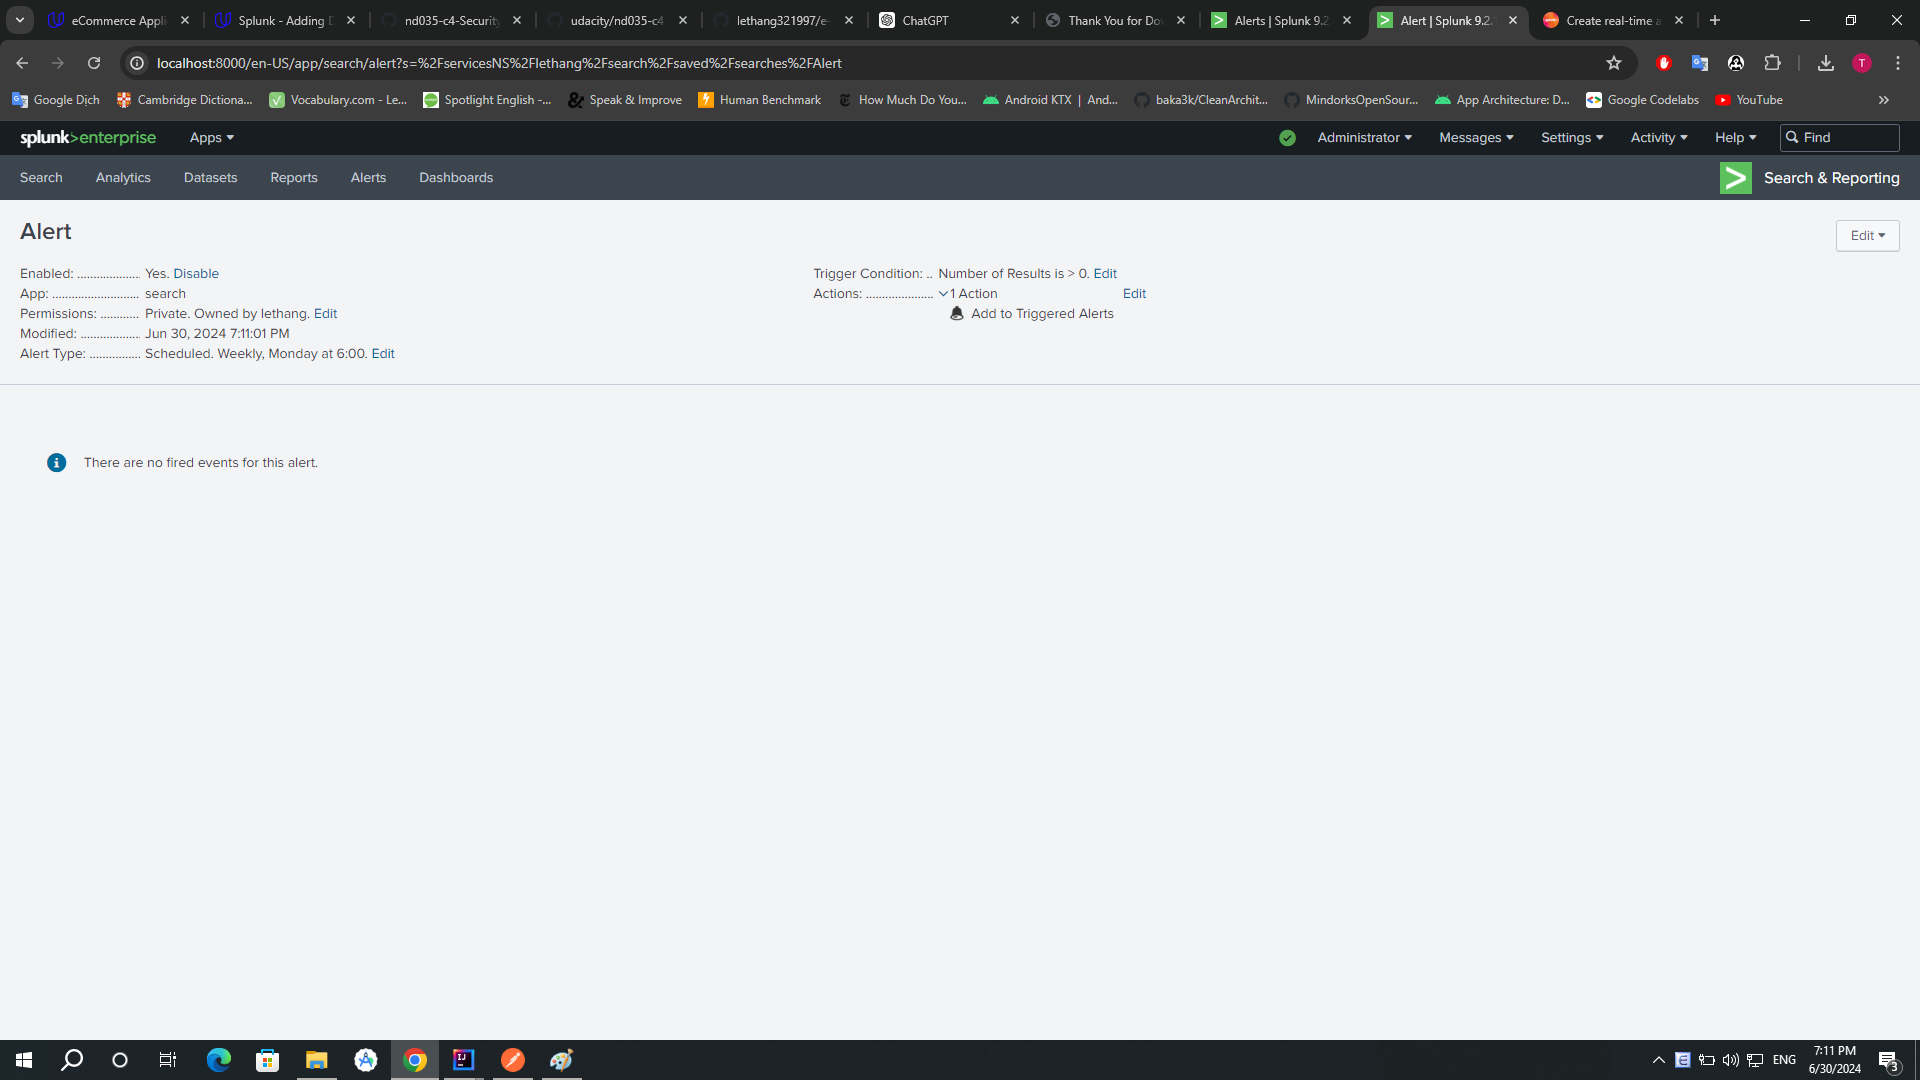 eCommerce Appli
Splunk - Adding D
nd035-c4-Security
udacity/nd035-c4
lethang321997/e-
ChatGPT
Thank You for Do
Alerts | Splunk 9.2
Alert | Splunk 9.2.
Create real-time a
localhost:8000/en-US/app/search/alert?s=%2FservicesNS%2Flethang%2Fsearch%2Fsaved%2Fsearches%2FAlert
T
Google Dịch
Cambridge Dictiona...
Vocabulary.com - Le...
Spotlight English -...
Speak & Improve
Human Benchmark
How Much Do You...
Android KTX | And...
baka3k/CleanArchit...
MindorksOpenSour...
App Architecture: D...
Google Codelabs
YouTube
splunk>enterprise
Apps
Administrator
Messages
Settings
Activity
Help
Find
Search
Analytics
Datasets
Reports
Alerts
Dashboards
Search & Reporting
Alert
Edit
Enabled: ................... Yes. Disable
App: .......................... search
Permissions: ............ Private. Owned by lethang. Edit
Modified: .................. Jun 30, 2024 7:11:01 PM
Alert Type: ................ Scheduled. Weekly, Monday at 6:00. Edit
Trigger Condition: .. Number of Results is > 0. Edit
Actions: ..................... 1 Action Edit
Add to Triggered Alerts
There are no fired events for this alert.
ENG
7:11 PM
6/30/2024
3